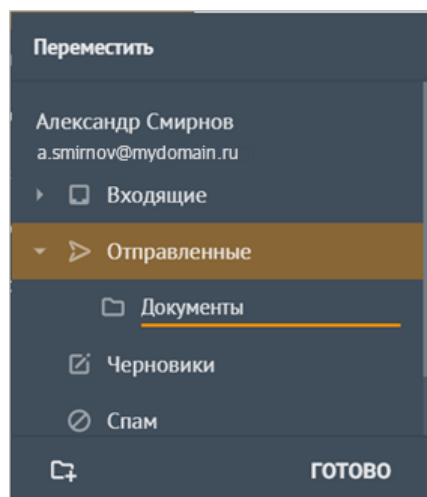 Переместить
Александр Смирнов
a.smirnov@mydomain.ru
Входящие
Отправленные
Документы
Черновики
Спам
ГОТОВО